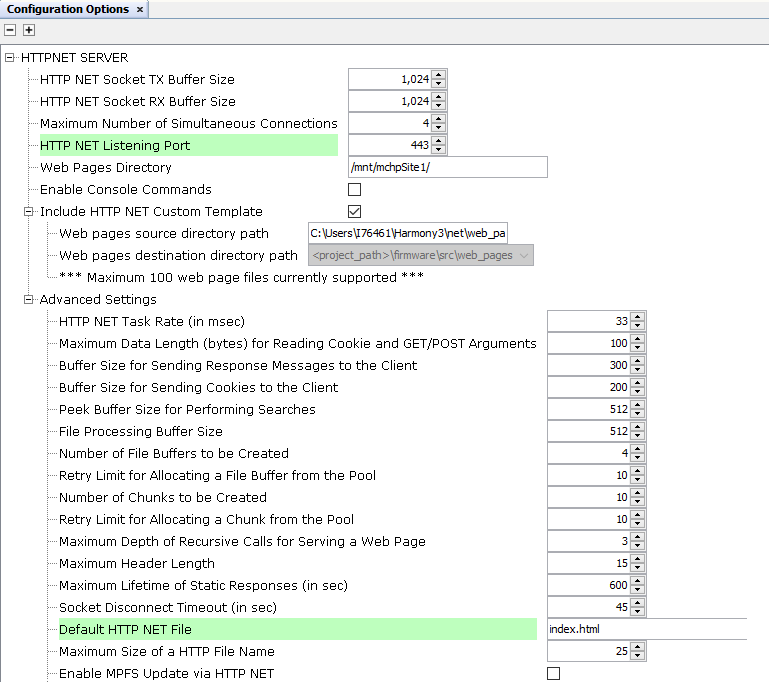 Configuration Options ×
HTTPNET SERVER
HTTP NET Socket TX Buffer Size 1,024
HTTP NET Socket RX Buffer Size 1,024
Maximum Number of Simultaneous Connections 4
HTTP NET Listening Port 443
Web Pages Directory /mnt/mchpSite1/
Enable Console Commands
Include HTTP NET Custom Template
Web pages source directory path C:\Users\I76461\Harmony3\net\web_pa
Web pages destination directory path <project_path>\firmware\src\web_pages
*** Maximum 100 web page files currently supported ***
Advanced Settings
HTTP NET Task Rate (in msec) 33
Maximum Data Length (bytes) for Reading Cookie and GET/POST Arguments 100
Buffer Size for Sending Response Messages to the Client 300
Buffer Size for Sending Cookies to the Client 200
Peek Buffer Size for Performing Searches 512
File Processing Buffer Size 512
Number of File Buffers to be Created 4
Retry Limit for Allocating a File Buffer from the Pool 10
Number of Chunks to be Created 10
Retry Limit for Allocating a Chunk from the Pool 10
Maximum Depth of Recursive Calls for Serving a Web Page 3
Maximum Header Length 15
Maximum Lifetime of Static Responses (in sec) 600
Socket Disconnect Timeout (in sec) 45
Default HTTP NET File index.html
Maximum Size of a HTTP File Name 25
Enable MPFS Update via HTTP NET